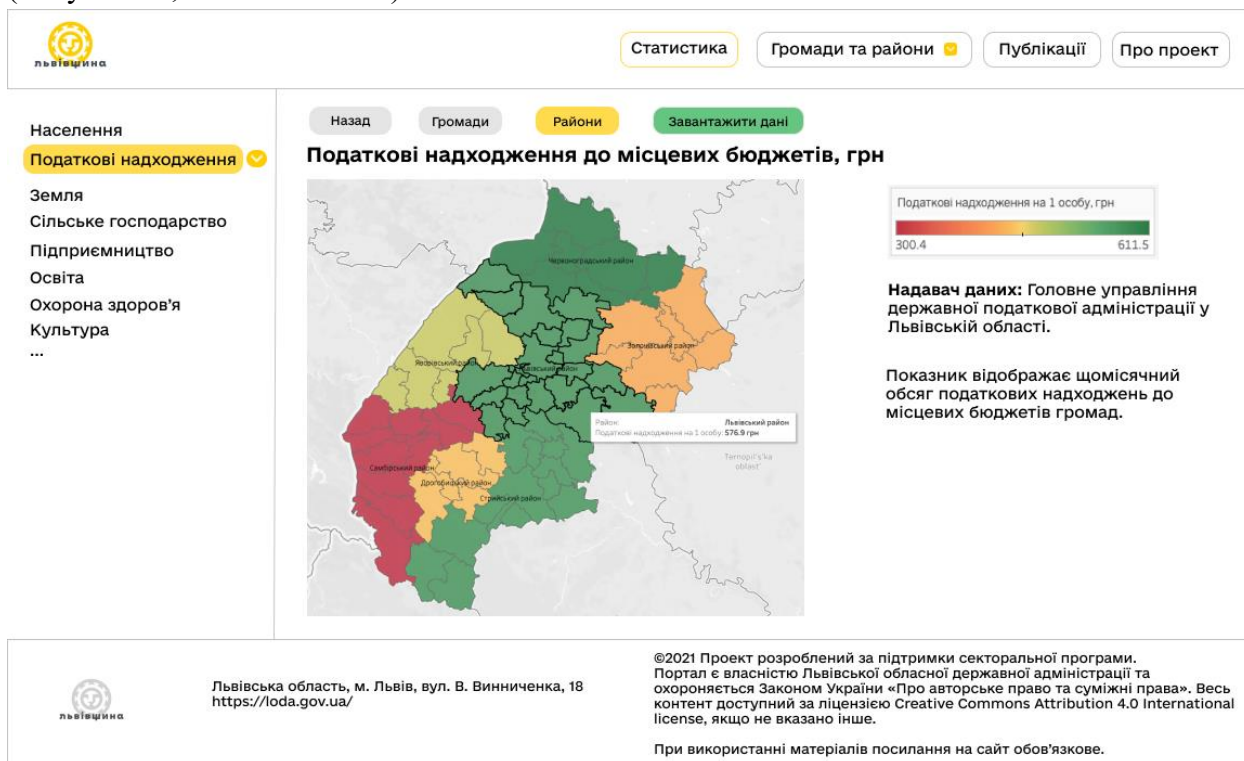 львівщина
Статистика
Громади та райони
Публікації
Про проект
Населення
Податкові надходження
Земля
Сільське господарство
Підприємництво
Освіта
Охорона здоров'я
Культура
...
Назад
Громади
Райони
Завантажити дані
Податкові надходження до місцевих бюджетів, грн
Червоноградський район
Золочівський район
Яворівський район
Львівський район
Самбірський район
Дрогобицький район
Стрийський район
Район: Львівський район
Податкові надходження на 1 особу: 576.9 грн
Ternopil's'ka
oblast'
Податкові надходження на 1 особу, грн
300.4 611.5
Надавач даних: Головне управління
державної податкової адміністрації у
Львівській області.
Показник відображає щомісячний
обсяг податкових надходжень до
місцевих бюджетів громад.
львівщина
Львівська область, м. Львів, вул. В. Винниченка, 18
https://loda.gov.ua/
©2021 Проект розроблений за підтримки секторальної програми.
Портал є власністю Львівської обласної державної адміністрації та
охороняється Законом України «Про авторське право та суміжні права». Весь
контент доступний за ліцензією Creative Commons Attribution 4.0 International
license, якщо не вказано інше.
При використанні матеріалів посилання на сайт обов'язкове.